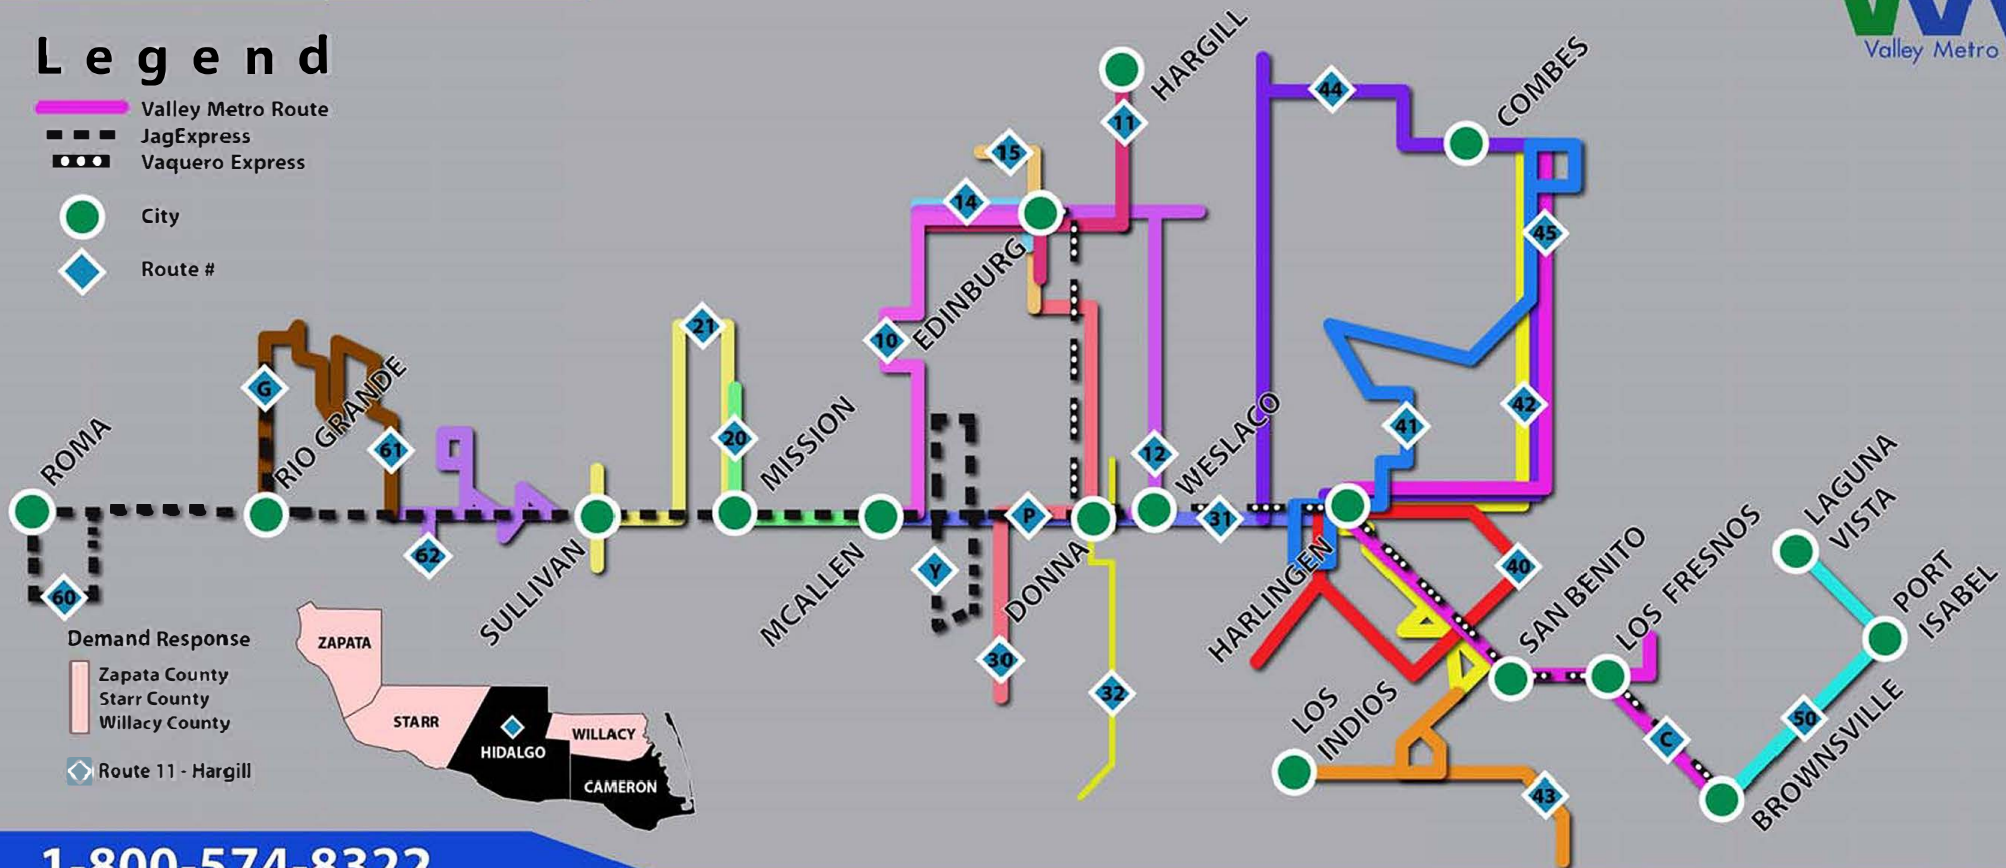 Legend
Valley Metro Route
JagExpress
Vaquero Express
City
Route #
Valley Metro
HARGILL
COMBES
44
11
15
14
45
EDINBURG
10
21
20
G
61
RIO GRANDE
ROMA
MISSION
12
WESLACO
41
42
LAGUNA
VISTA
62
60
SULLIVAN
MCALLEN
Y
P
DONNA
31
HARLINGEN
40
SAN BENITO
LOS FRESNOS
PORT
ISABEL
30
32
LOS
INDIOS
43
C
50
BROWNSVILLE
Demand Response
Zapata County
Starr County
Willacy County
Route 11 - Hargill
ZAPATA
STARR
HIDALGO
WILLACY
CAMERON
1-800-574-8322